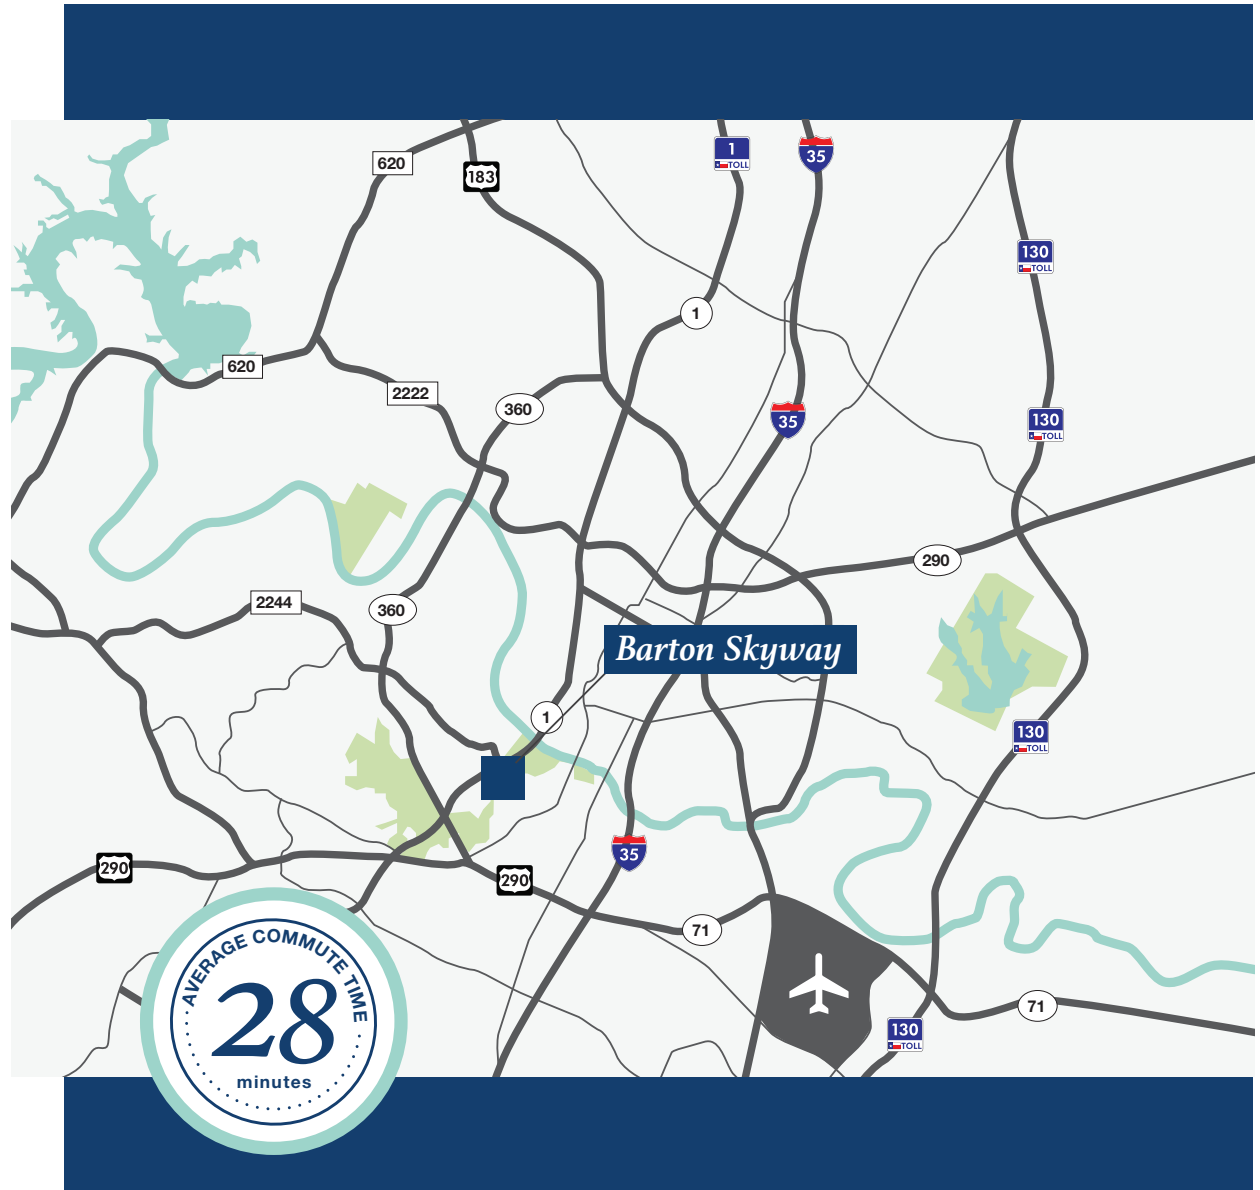 620
183
1
TOLL
35
130
TOLL
1
620
2222
360
35
130
TOLL
290
2244
360
Barton Skyway
1
130
TOLL
35
290
290
71
AVERAGE COMMUTE TIME
28
minutes
71
130
TOLL